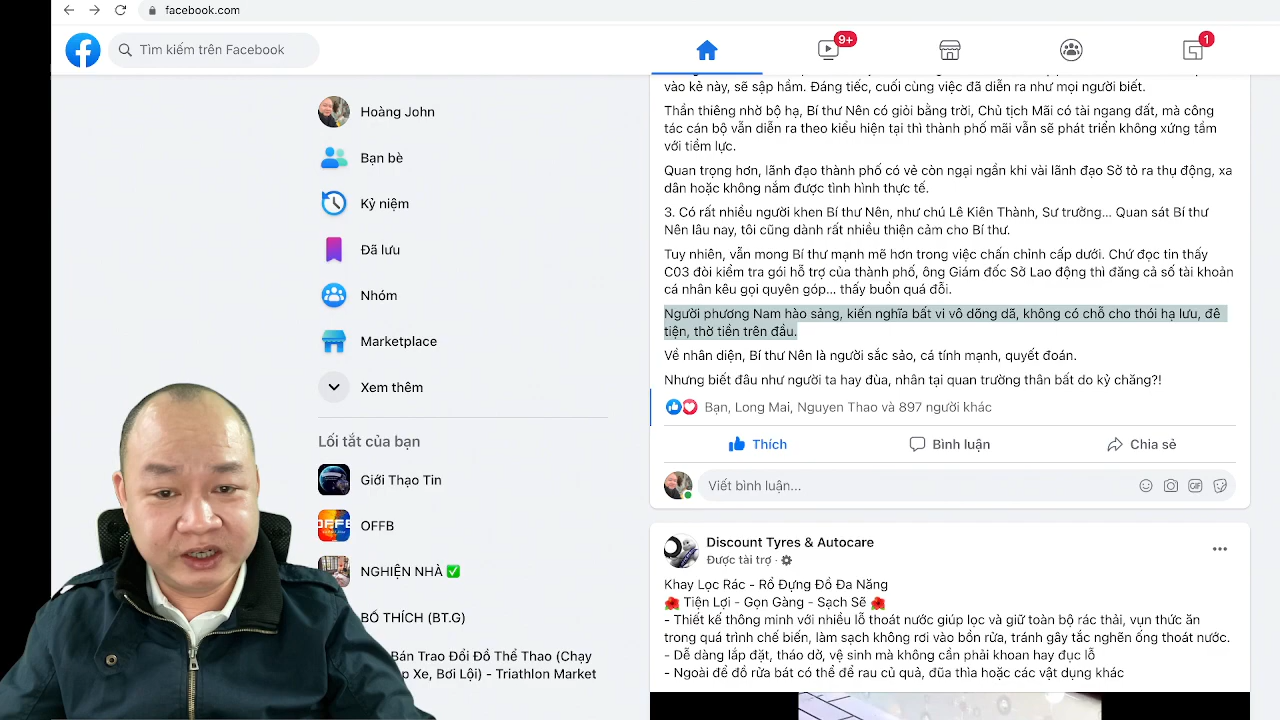 facebook.com
Tìm kiếm trên Facebook
9+
1
Hoàng John
Bạn bè
Kỷ niệm
Đã lưu
Nhóm
Marketplace
Xem thêm
Lối tắt của bạn
Giới Thạo Tin
OFFB
NGHIỆN NHÀ ✅
BỐ THÍCH (BT.G)
Bán Trao Đổi Đồ Thể Thao (Chạy
p Xe, Bơi Lội) - Triathlon Market
vào kẻ này, sẽ sập hầm. Đáng tiếc, cuối cùng việc đã diễn ra như mọi người biết.
Thần thiêng nhờ bộ hạ, Bí thư Nên có giỏi bằng trời, Chủ tịch Mãi có tài ngang đất, mà công
tác cán bộ vẫn diễn ra theo kiểu hiện tại thì thành phố mãi vẫn sẽ phát triển không xứng tầm
với tiềm lực.
Quan trọng hơn, lãnh đạo thành phố có vẻ còn ngại ngần khi vài lãnh đạo Sở tỏ ra thụ động, xa
dân hoặc không nắm được tình hình thực tế.
3. Có rất nhiều người khen Bí thư Nên, như chú Lê Kiên Thành, Sư trưởng... Quan sát Bí thư
Nên lâu nay, tôi cũng dành rất nhiều thiện cảm cho Bí thư.
Tuy nhiên, vẫn mong Bí thư mạnh mẽ hơn trong việc chấn chỉnh cấp dưới. Chứ đọc tin thấy
C03 đòi kiểm tra gói hỗ trợ của thành phố, ông Giám đốc Sở Lao động thì đăng cả số tài khoản
cá nhân kêu gọi quyên góp... thấy buồn quá đỗi.
Người phương Nam hào sảng, kiến nghĩa bất vi vô dõng dã, không có chỗ cho thói hạ lưu, đê
tiện, thờ tiền trên đầu.
Về nhân diện, Bí thư Nên là người sắc sảo, cá tính mạnh, quyết đoán.
Nhưng biết đâu như người ta hay đùa, nhân tại quan trường thân bất do kỷ chăng?!
Bạn, Long Mai, Nguyen Thao và 897 người khác
Thích
Bình luận
Chia sẻ
Viết bình luận...
GIF
Discount Tyres & Autocare
Được tài trợ ·
Khay Lọc Rác - Rổ Đựng Đồ Đa Năng
🌺 Tiện Lợi - Gọn Gàng - Sạch Sẽ 🌺
- Thiết kế thông minh với nhiều lỗ thoát nước giúp lọc và giữ toàn bộ rác thải, vụn thức ăn
trong quá trình chế biến, làm sạch không rơi vào bồn rửa, tránh gây tắc nghẽn ống thoát nước.
- Dễ dàng lắp đặt, tháo dỡ, vệ sinh mà không cần phải khoan hay đục lỗ
- Ngoài để đồ rửa bát có thể để rau củ quả, đũa thìa hoặc các vật dụng khác